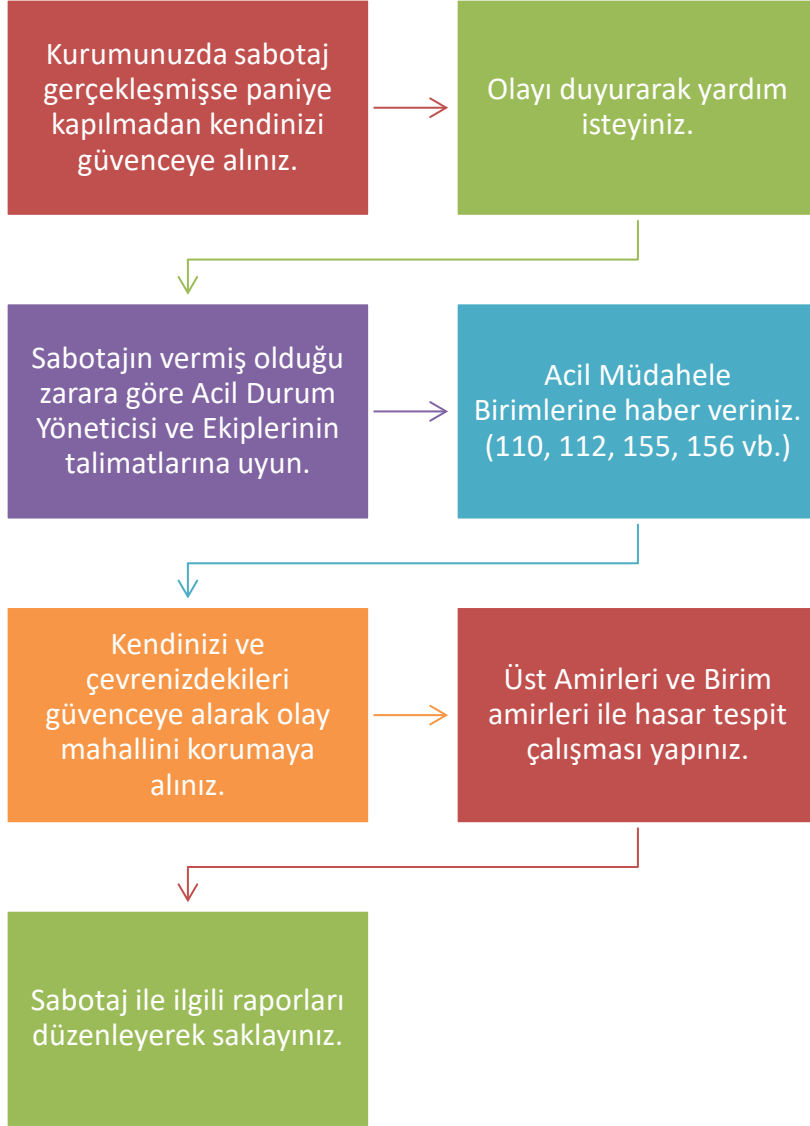 Kurumunuzda sabotaj
gerçekleşmişse paniye
kapılmadan kendinizi
güvenceye alınız.
Olayı duyurarak yardım
isteyiniz.
Sabotajın vermiş olduğu
zarara göre Acil Durum
Yöneticisi ve Ekiplerinin
talimatlarına uyun.
Acil Müdahele
Birimlerine haber veriniz.
(110, 112, 155, 156 vb.)
Kendinizi ve
çevrenizdekileri
güvenceye alarak olay
mahallini korumaya
alınız.
Üst Amirleri ve Birim
amirleri ile hasar tespit
çalışması yapınız.
Sabotaj ile ilgili raporları
düzenleyerek saklayınız.